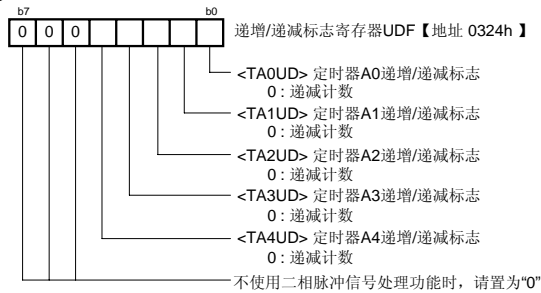 b7 b0
0 0 0 递增/递减标志寄存器UDF【地址 0324h 】
<TA0UD> 定时器A0递增/递减标志
0 : 递减计数
<TA1UD> 定时器A1递增/递减标志
0 : 递减计数
<TA2UD> 定时器A2递增/递减标志
0 : 递减计数
<TA3UD> 定时器A3递增/递减标志
0 : 递减计数
<TA4UD> 定时器A4递增/递减标志
0 : 递减计数
不使用二相脉冲信号处理功能时，请置为“0”